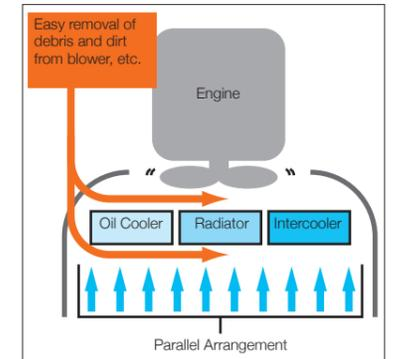 Easy removal of
debris and dirt
from blower, etc.
Engine
Oil Cooler
Radiator
Intercooler
Parallel Arrangement